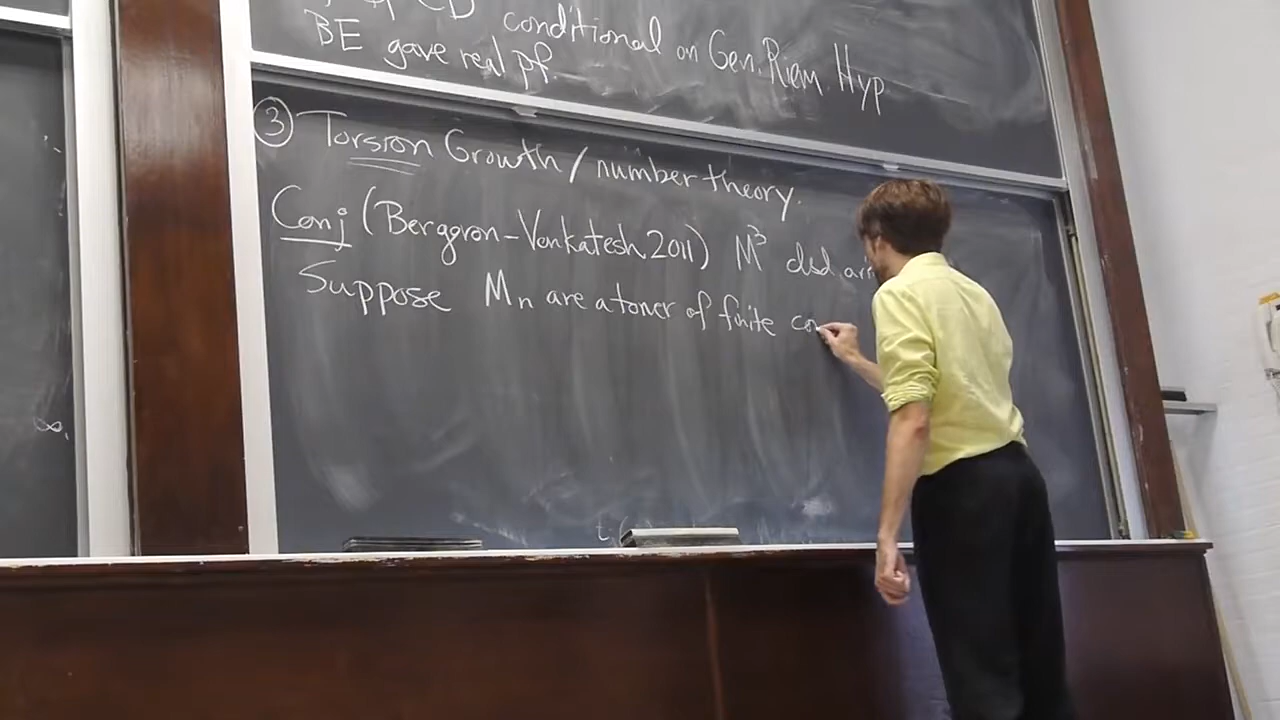 CD conditional on Gen. Riem. Hyp
BE gave real pf.
③ Torsion Growth / number theory.
Conj (Bergeron-Venkatesh 2011) M³ clsd. ari
Suppose Mn are a tower of finite co
∞.